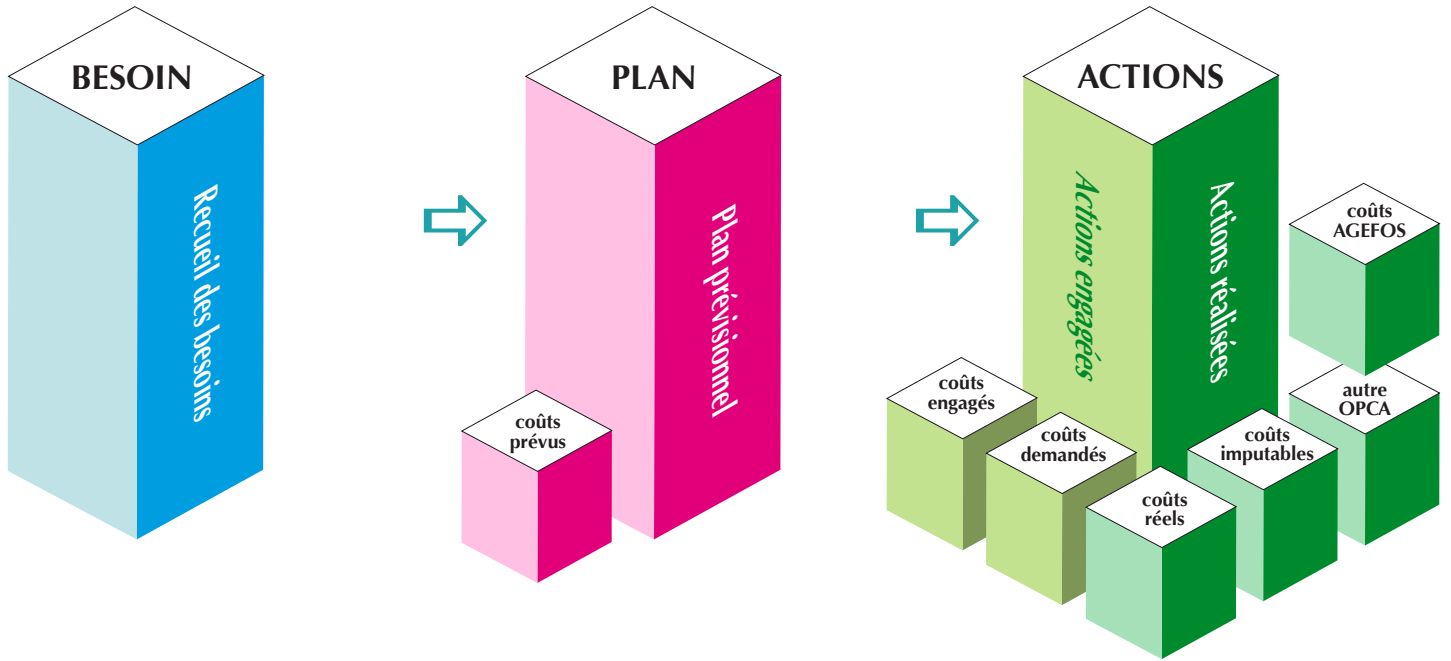 BESOIN
Recueil des besoins
PLAN
Plan prévisionnel
coûts
prévus
ACTIONS
Actions engagées
Actions réalisées
coûts
engagés
coûts
demandés
coûts
réels
coûts
imputables
autre
OPCA
coûts
AGEFOS